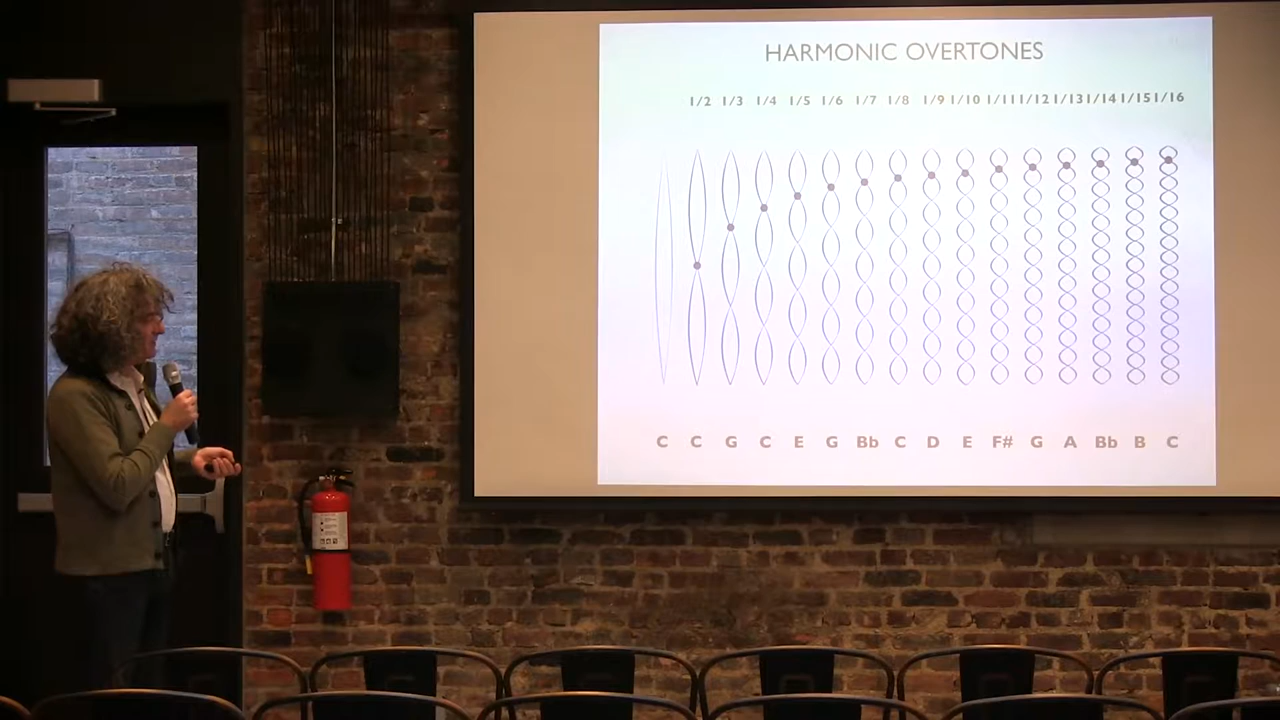 HARMONIC OVERTONES
1/2 1/3 1/4 1/5 1/6 1/7 1/8 1/9 1/10 1/11 1/12 1/13 1/14 1/15 1/16
C C G C E G Bb C D E F# G A Bb B C